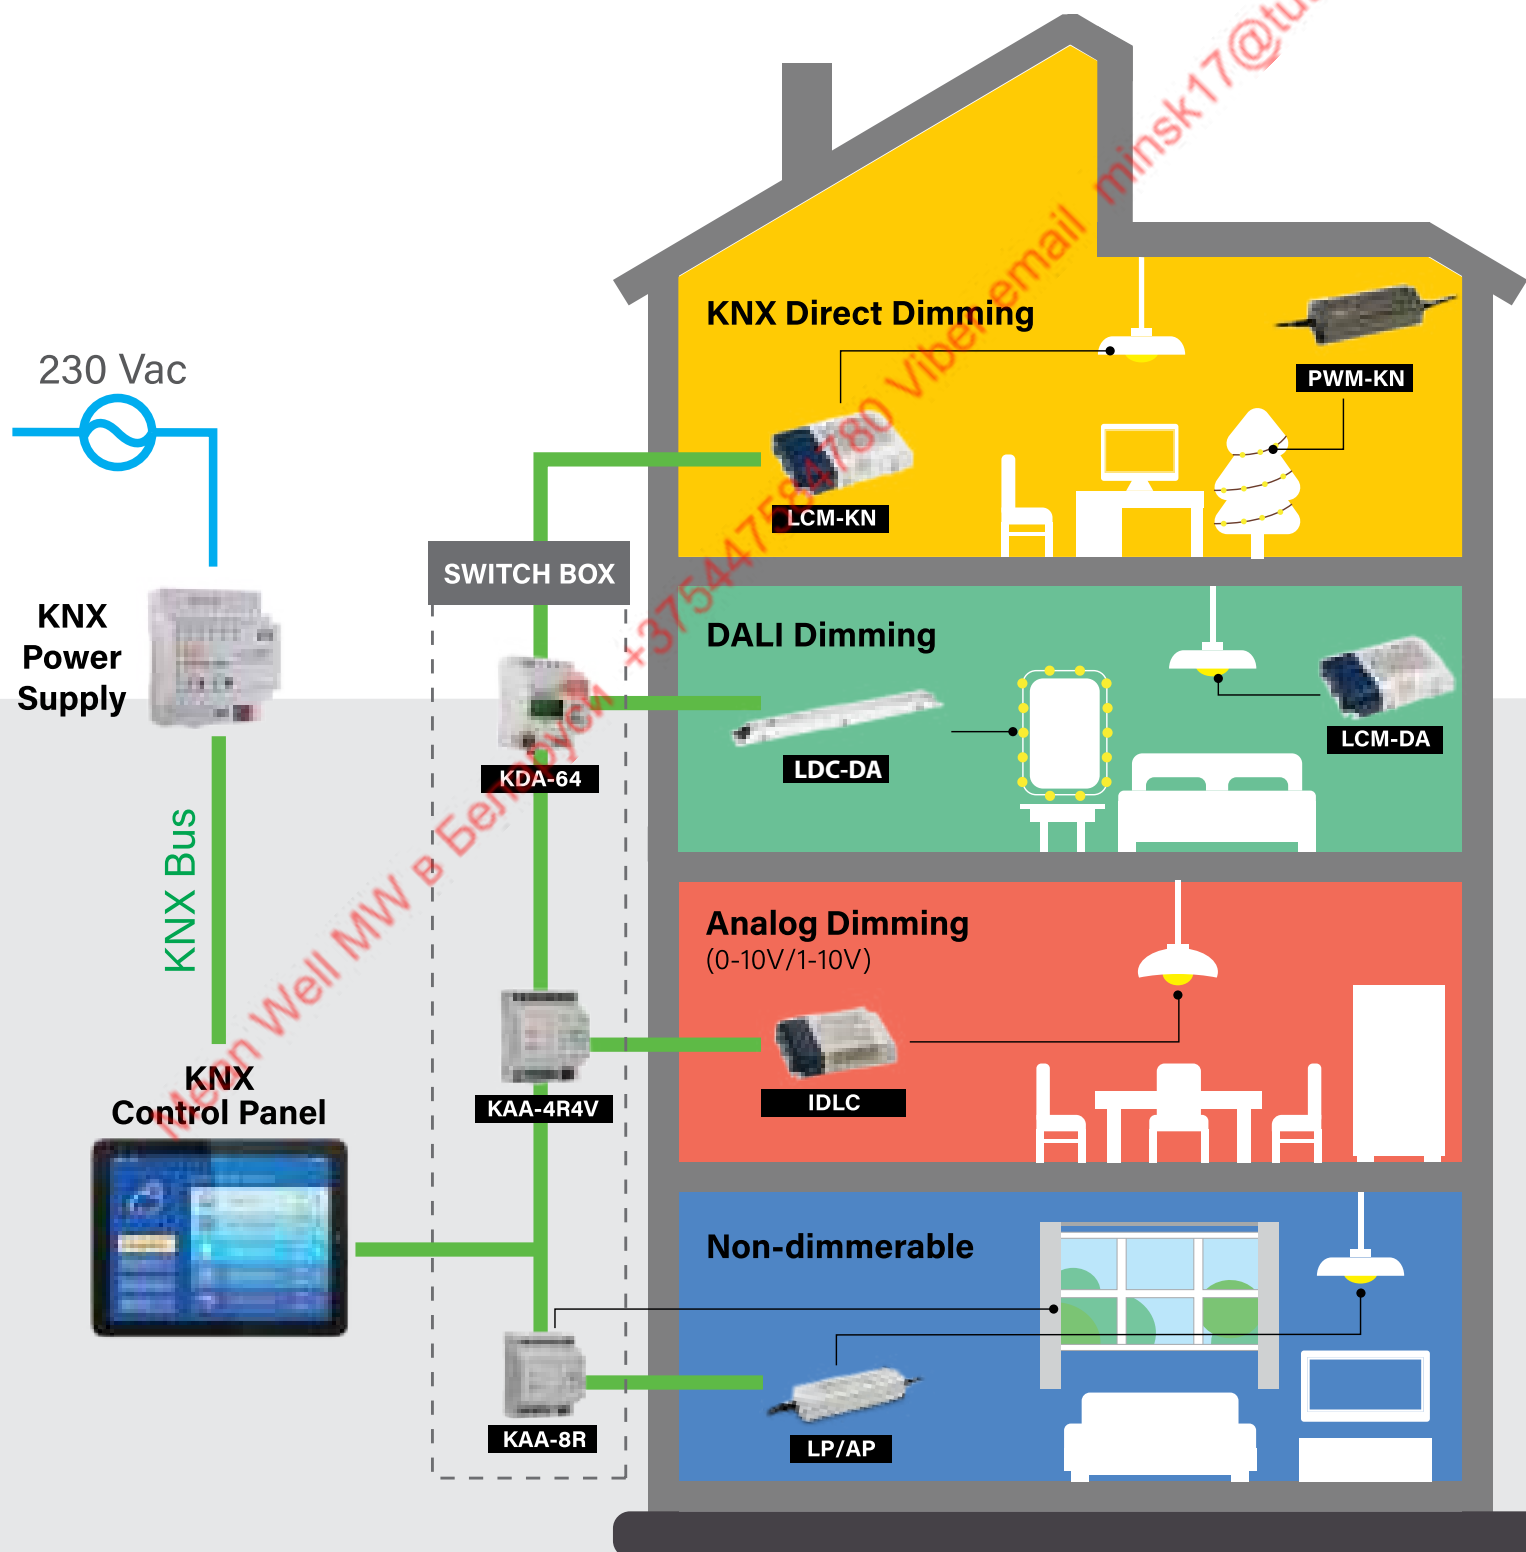 230 Vac
KNX
Power
Supply
KNX Bus
KNX
Control Panel
SWITCH BOX
KDA-64
KAA-4R4V
KAA-8R
KNX Direct Dimming
PWM-KN
LCM-KN
DALI Dimming
LDC-DA
LCM-DA
Analog Dimming
(0-10V/1-10V)
IDLC
Non-dimmerable
LP/AP
Mean Well MW в Беларуси +375447584780 Viber email minsk17@tut